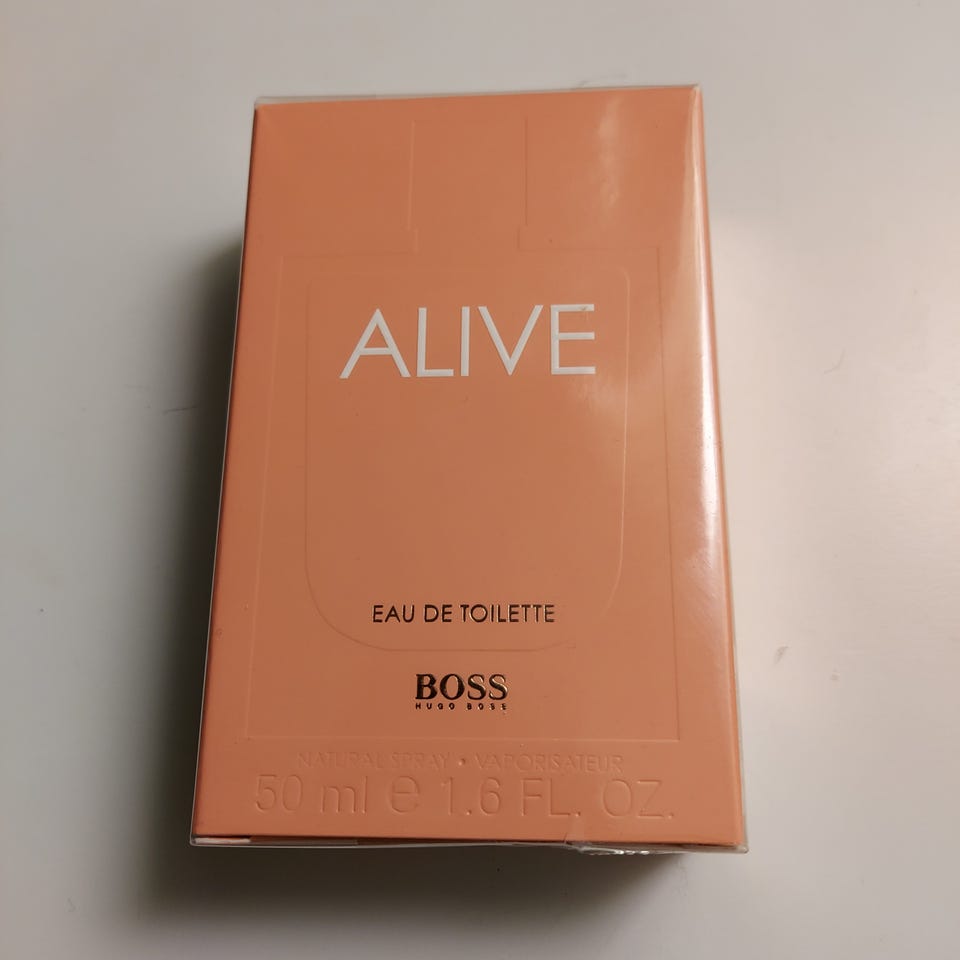 ALIVE
EAU DE TOILETTE
BOSS
HUGO BOSS
NATURAL SPRAY • VAPORISATEUR
50 ml e 1.6 FL. OZ.